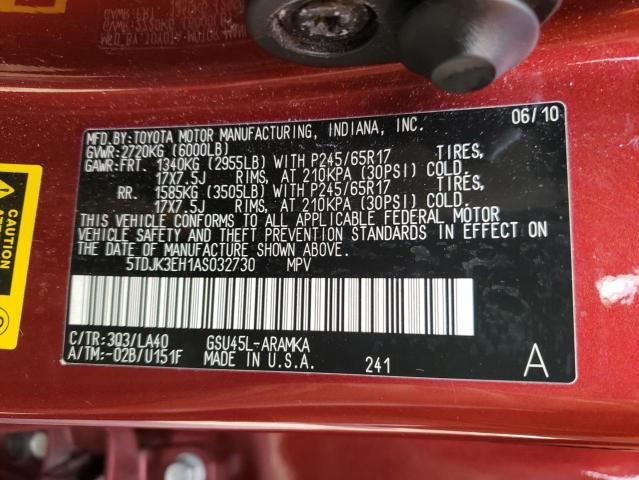 MFD.BY:TOYOTA MOTOR MANUFACTURING, INDIANA, INC. 06/10
GVWR:2720KG (6000LB)
GAWR:FRT. 1340KG (2955LB) WITH P245/65R17 TIRES,
17X7.5J RIMS, AT 210KPA (30PSI) COLD.
RR. 1585KG (3505LB) WITH P245/65R17 TIRES,
17X7.5J RIMS, AT 210KPA (30PSI) COLD.
THIS VEHICLE CONFORMS TO ALL APPLICABLE FEDERAL MOTOR
VEHICLE SAFETY AND THEFT PREVENTION STANDARDS IN EFFECT ON
THE DATE OF MANUFACTURE SHOWN ABOVE.
5TDJK3EH1AS032730 MPV
C/TR:3Q3/LA40 GSU45L-ARAMKA
A/TM:-02B/U151F MADE IN U.S.A. 241 A
CAUTION